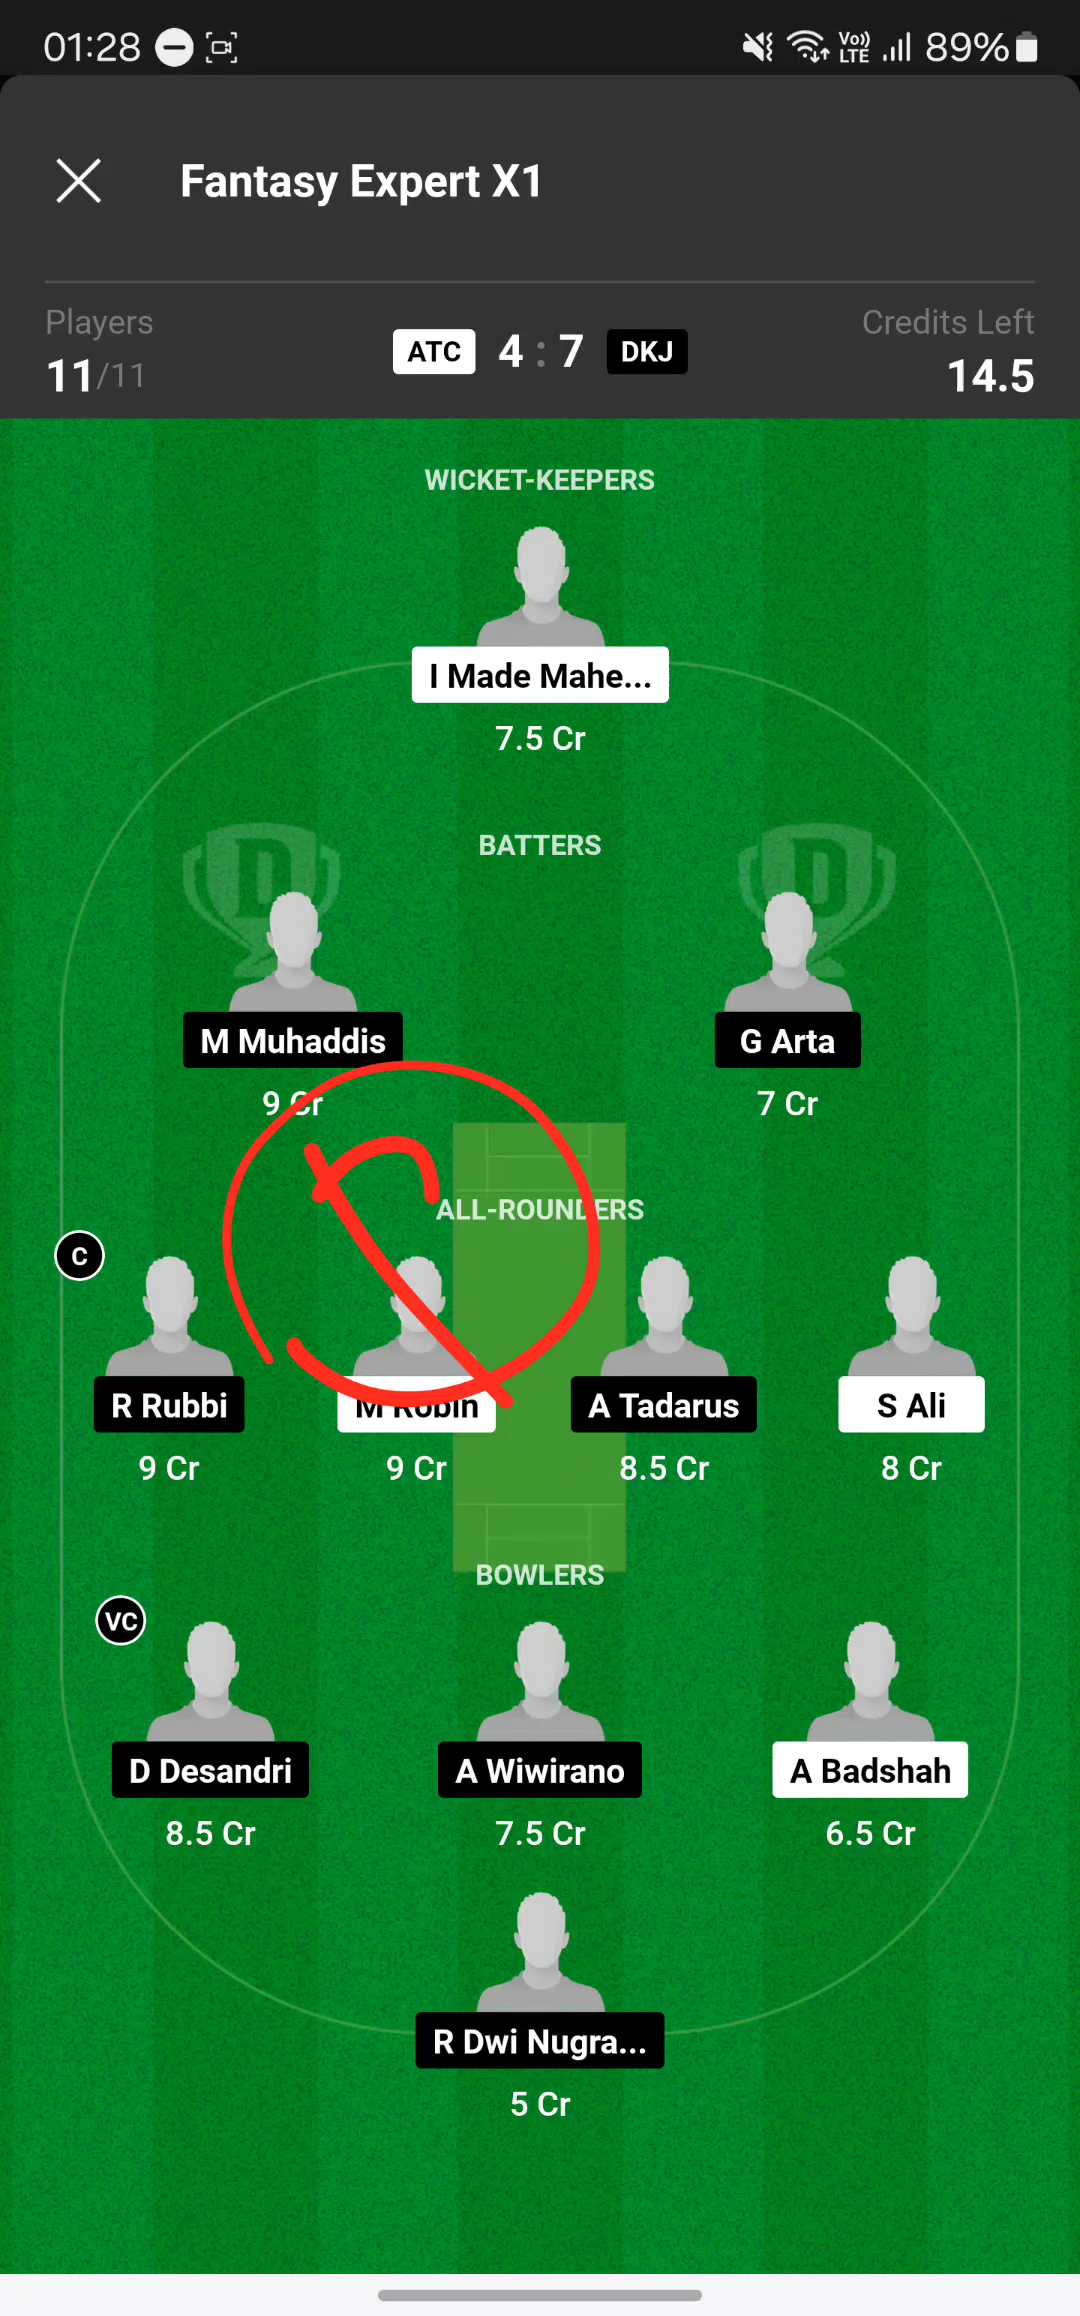 01:28 Vo)) LTE 89%
Fantasy Expert X1
Players Credits Left
11/11 ATC 4 : 7 DKJ 14.5
WICKET-KEEPERS
I Made Mahe...
7.5 Cr
BATTERS
M Muhaddis G Arta
9 Cr 7 Cr
ALL-ROUNDERS
C
R Rubbi M Robin A Tadarus S Ali
9 Cr 9 Cr 8.5 Cr 8 Cr
BOWLERS
VC
D Desandri A Wiwirano A Badshah
8.5 Cr 7.5 Cr 6.5 Cr
R Dwi Nugra...
5 Cr